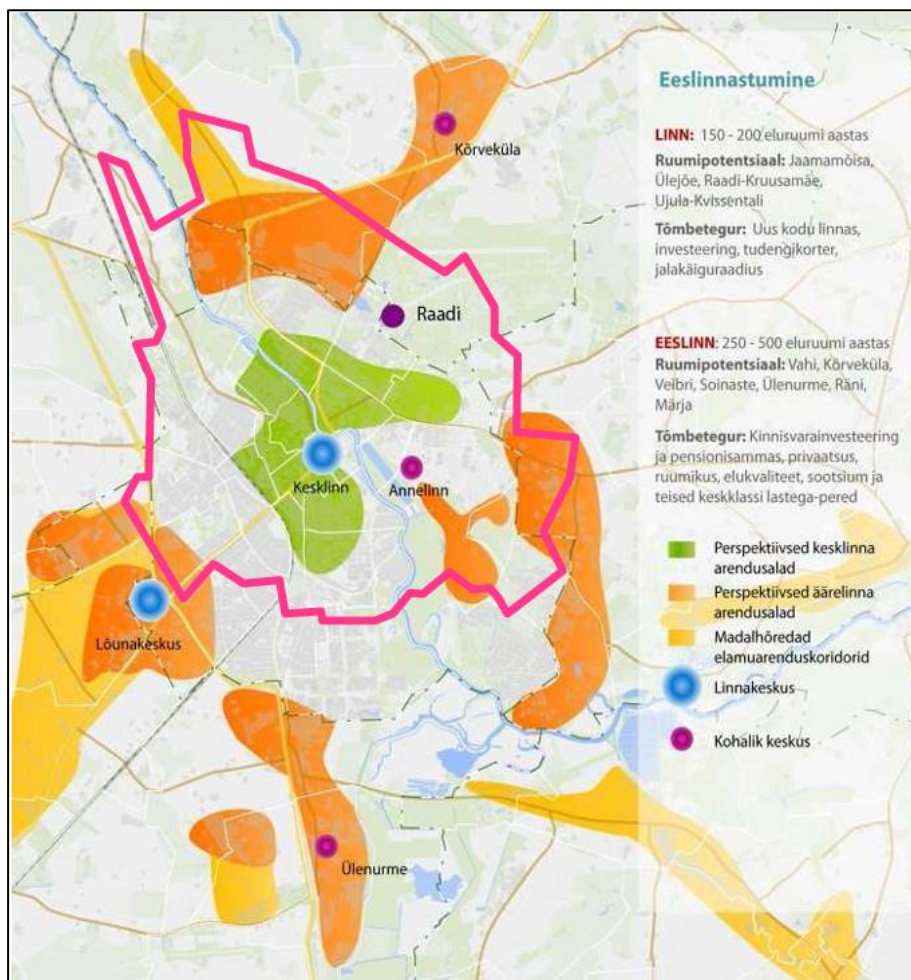 Eeslinnastumine
LINN: 150 - 200 eluruumi aastas
Ruumipotentsiaal: Jaamamõisa,
Ülejõe, Raadi-Kruusamäe,
Ujula-Kvissentali
Tõmbetegur: Uus kodu linnas,
investeering, tudengikorter,
jalakäiguraadius
EESLINN: 250 - 500 eluruumi aastas
Ruumipotentsiaal: Vahi, Kõrveküla,
Veibri, Soinaste, Ülenurme, Räni,
Märja
Tõmbetegur: Kinnisvarainvesteering
ja pensionisammas, privaatsus,
ruumikus, elukvaliteet, sootsium ja
teised keskklassi lastega-pered
Perspektiivsed kesklinna
arendusalad
Perspektiivsed äärelinna
arendusalad
Madalhõredad
elamuarenduskoridorid
Linnakeskus
Kohalik keskus
Kõrveküla
Raadi
Kesklinn
Annelinn
Lõunakeskus
Ülenurme